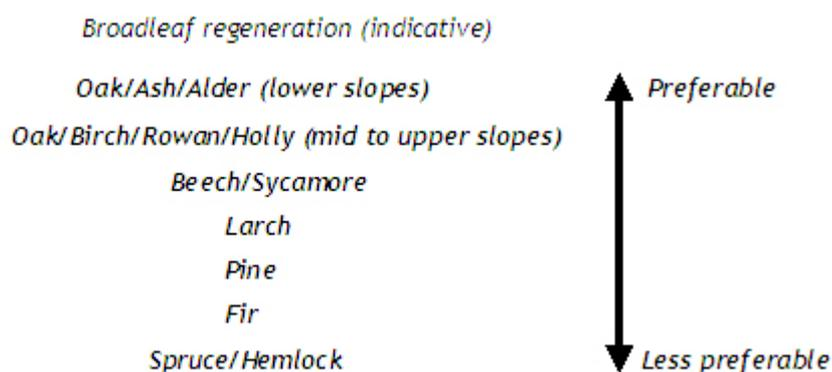 Broadleaf regeneration (indicative)
Oak/Ash/Alder (lower slopes)
Preferable
Oak/Birch/Rowan/Holly (mid to upper slopes)
Beech/Sycamore
Larch
Pine
Fir
Spruce/Hemlock
Less preferable